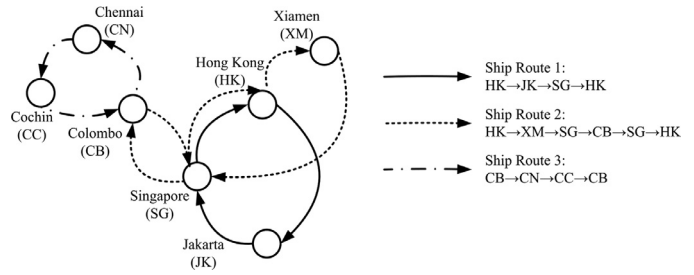 Chennai
(CN)
Xiamen
(XM)
Hong Kong
(HK)
Cochin
(CC)
Colombo
(CB)
Singapore
(SG)
Jakarta
(JK)
Ship Route 1:
HK→JK→SG→HK
Ship Route 2:
HK→XM→SG→CB→SG→HK
Ship Route 3:
CB→CN→CC→CB